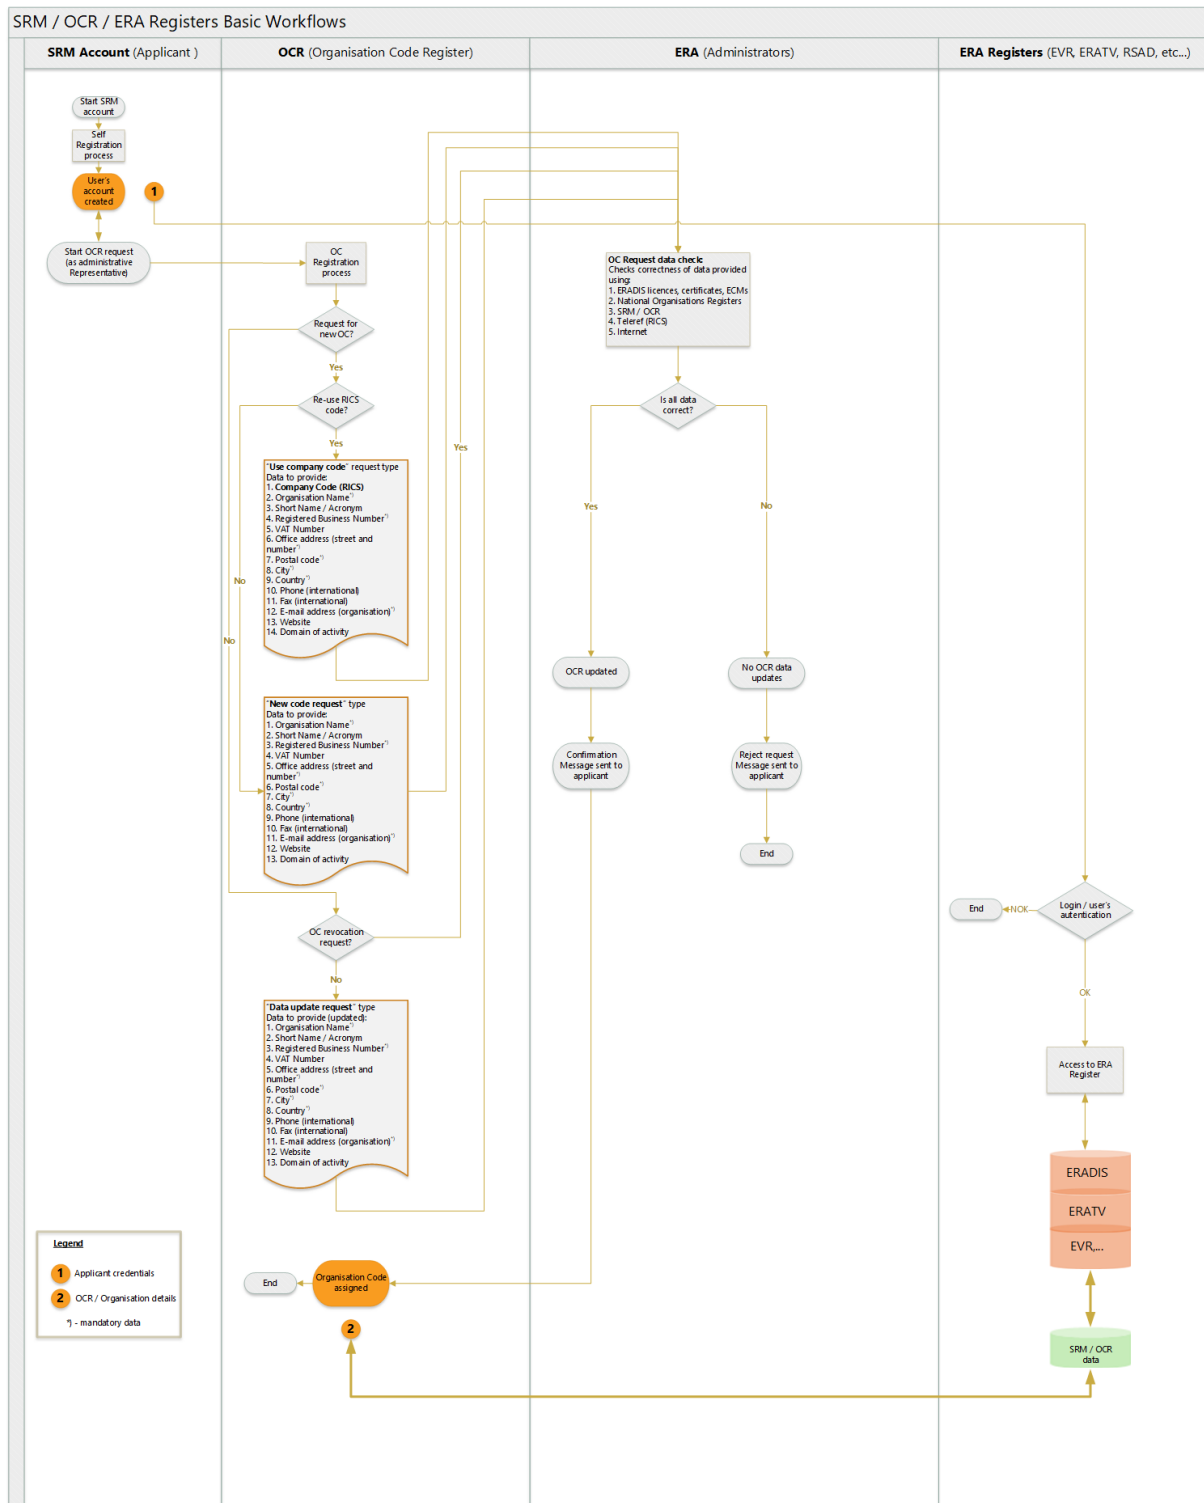 SRM / OCR / ERA Registers Basic Workflows
SRM Account (Applicant )
OCR (Organisation Code Register)
ERA (Administrators)
ERA Registers (EVR, ERATV, RSAD, etc...)
Start SRM
account
Self
Registration
process
User's
account
created
1
Start OCR request
(as administrative
Representative)
OC
Registration
process
Request for
new OC?
Yes
Re-use RICS
code?
Yes
"Use company code" request type
Data to provide:
1. Company Code (RICS)
2. Organisation Name*)
3. Short Name / Acronym
4. Registered Business Number*)
5. VAT Number
6. Office address (street and
number*)
7. Postal code*)
8. City*)
9. Country*)
10. Phone (international)
11. Fax (international)
12. E-mail address (organisation)*)
13. Website
14. Domain of activity
No
No
Yes
"New code request" type
Data to provide:
1. Organisation Name*)
2. Short Name / Acronym
3. Registered Business Number*)
4. VAT Number
5. Office address (street and
number*)
6. Postal code*)
7. City*)
8. Country*)
9. Phone (international)
10. Fax (international)
11. E-mail address (organisation)*)
12. Website
13. Domain of activity
OC revocation
request?
No
"Data update request" type
Data to provide (updated):
1. Organisation Name*)
2. Short Name / Acronym
3. Registered Business Number*)
4. VAT Number
5. Office address (street and
number*)
6. Postal code*)
7. City*)
8. Country*)
9. Phone (international)
10. Fax (international)
11. E-mail address (organisation)*)
12. Website
13. Domain of activity
End
Organisation Code
assigned
2
OC Request data check:
Checks correctness of data provided
using:
1. ERADIS licences, certificates, ECMs
2. National Organisations Registers
3. SRM / OCR
4. Teleref (RICS)
5. Internet
Is all data
correct?
Yes
No
OCR updated
No OCR data
updates
Confirmation
Message sent to
applicant
Reject request
Message sent to
applicant
End
End
NOK
Login / user's
autentication
OK
Access to ERA
Register
ERADIS
ERATV
EVR,...
SRM / OCR
data
Legend
1 Applicant credentials
2 OCR / Organisation details
*) - mandatory data